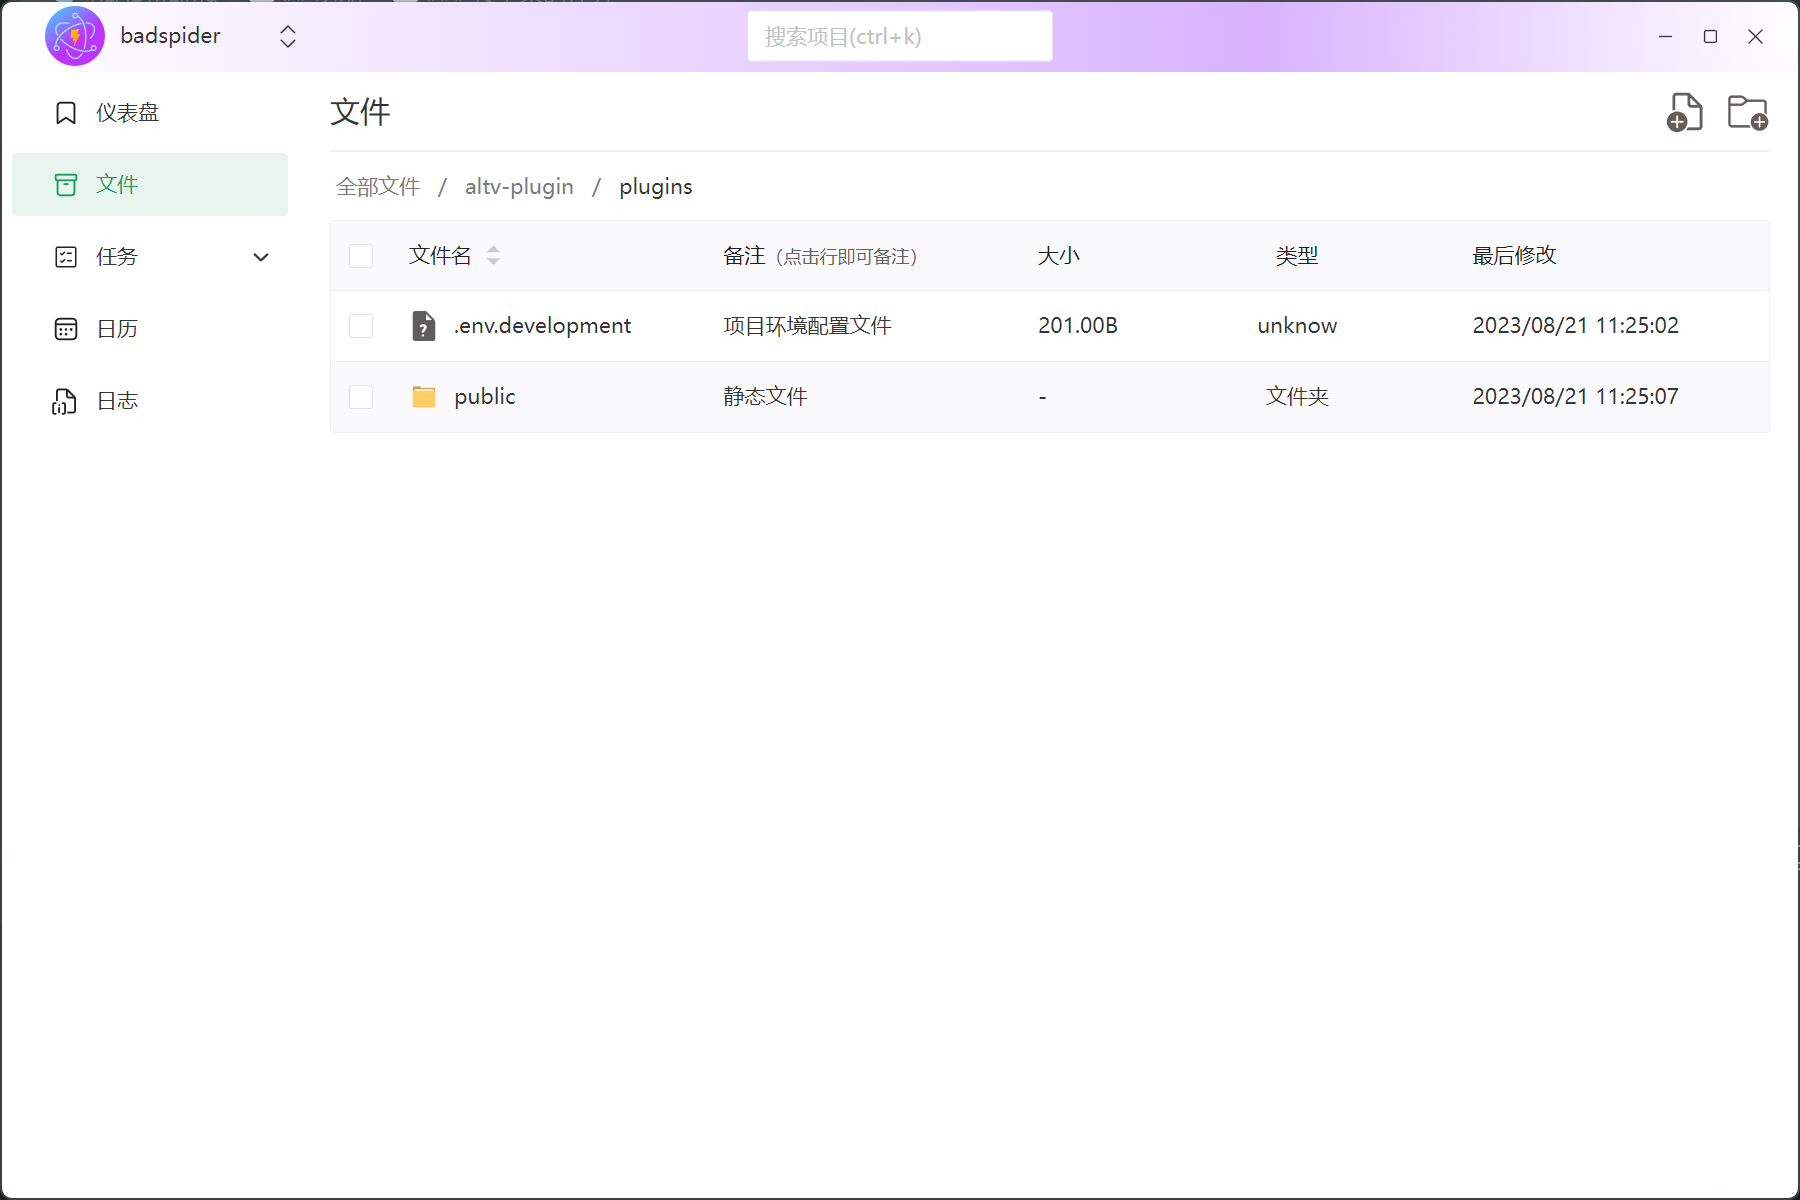 badspider
搜索项目(ctrl+k)
仪表盘
文件
任务
日历
日志
文件
全部文件 / altv-plugin / plugins
文件名 备注 (点击行即可备注) 大小 类型 最后修改
.env.development 项目环境配置文件 201.00B unknow 2023/08/21 11:25:02
public 静态文件 - 文件夹 2023/08/21 11:25:07